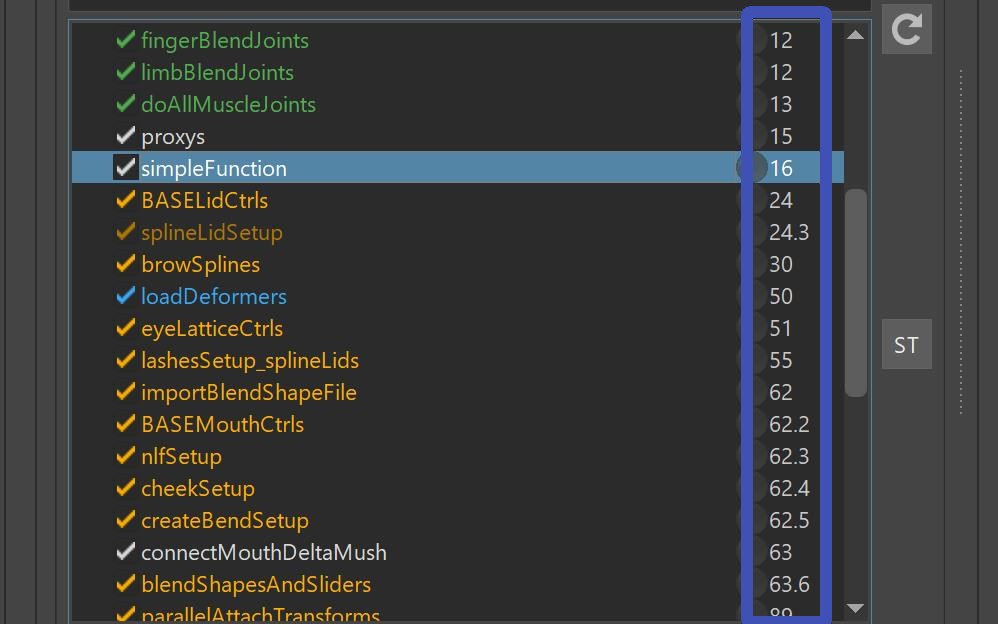 fingerBlendJoints 12
limbBlendJoints 12
doAllMuscleJoints 13
proxys 15
simpleFunction 16
BASELidCtrls 24
splineLidSetup 24.3
browSplines 30
loadDeformers 50
eyeLatticeCtrls 51
ST
lashesSetup_splineLids 55
importBlendShapeFile 62
BASEMouthCtrls 62.2
nlfSetup 62.3
cheekSetup 62.4
createBendSetup 62.5
connectMouthDeltaMush 63
blendShapesAndSliders 63.6
parallelAttachTransforms 89